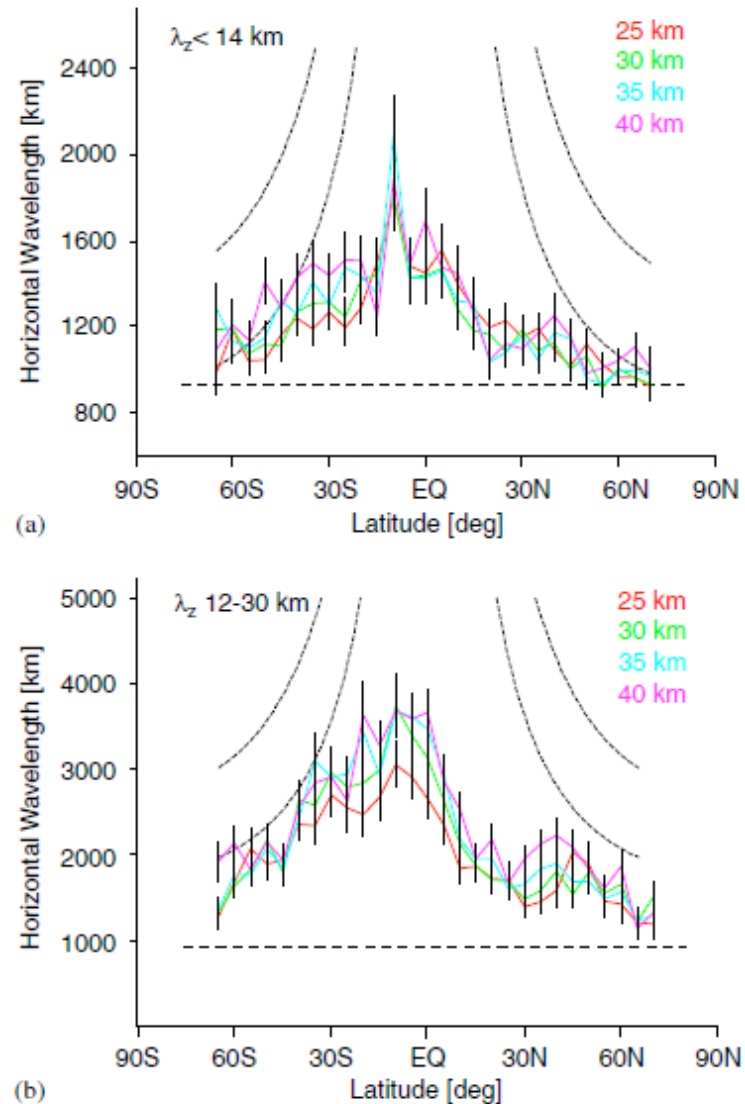 λz< 14 km
25 km
30 km
35 km
40 km
2400
2000
1600
1200
800
Horizontal Wavelength [km]
90S 60S 30S EQ 30N 60N 90N
(a)
Latitude [deg]
5000
4000
3000
2000
1000
λz 12-30 km
25 km
30 km
35 km
40 km
Horizontal Wavelength [km]
90S 60S 30S EQ 30N 60N 90N
(b)
Latitude [deg]